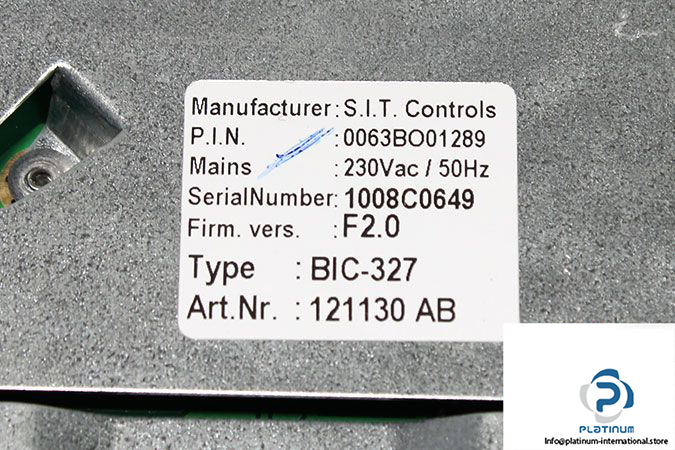 Manufacturer: S.I.T. Controls
P.I.N. : 0063BO01289
Mains : 230Vac / 50Hz
SerialNumber: 1008C0649
Firm. vers. : F2.0
Type : BIC-327
Art.Nr. : 121130 AB
PLATINUM
Info@platinum-international.store